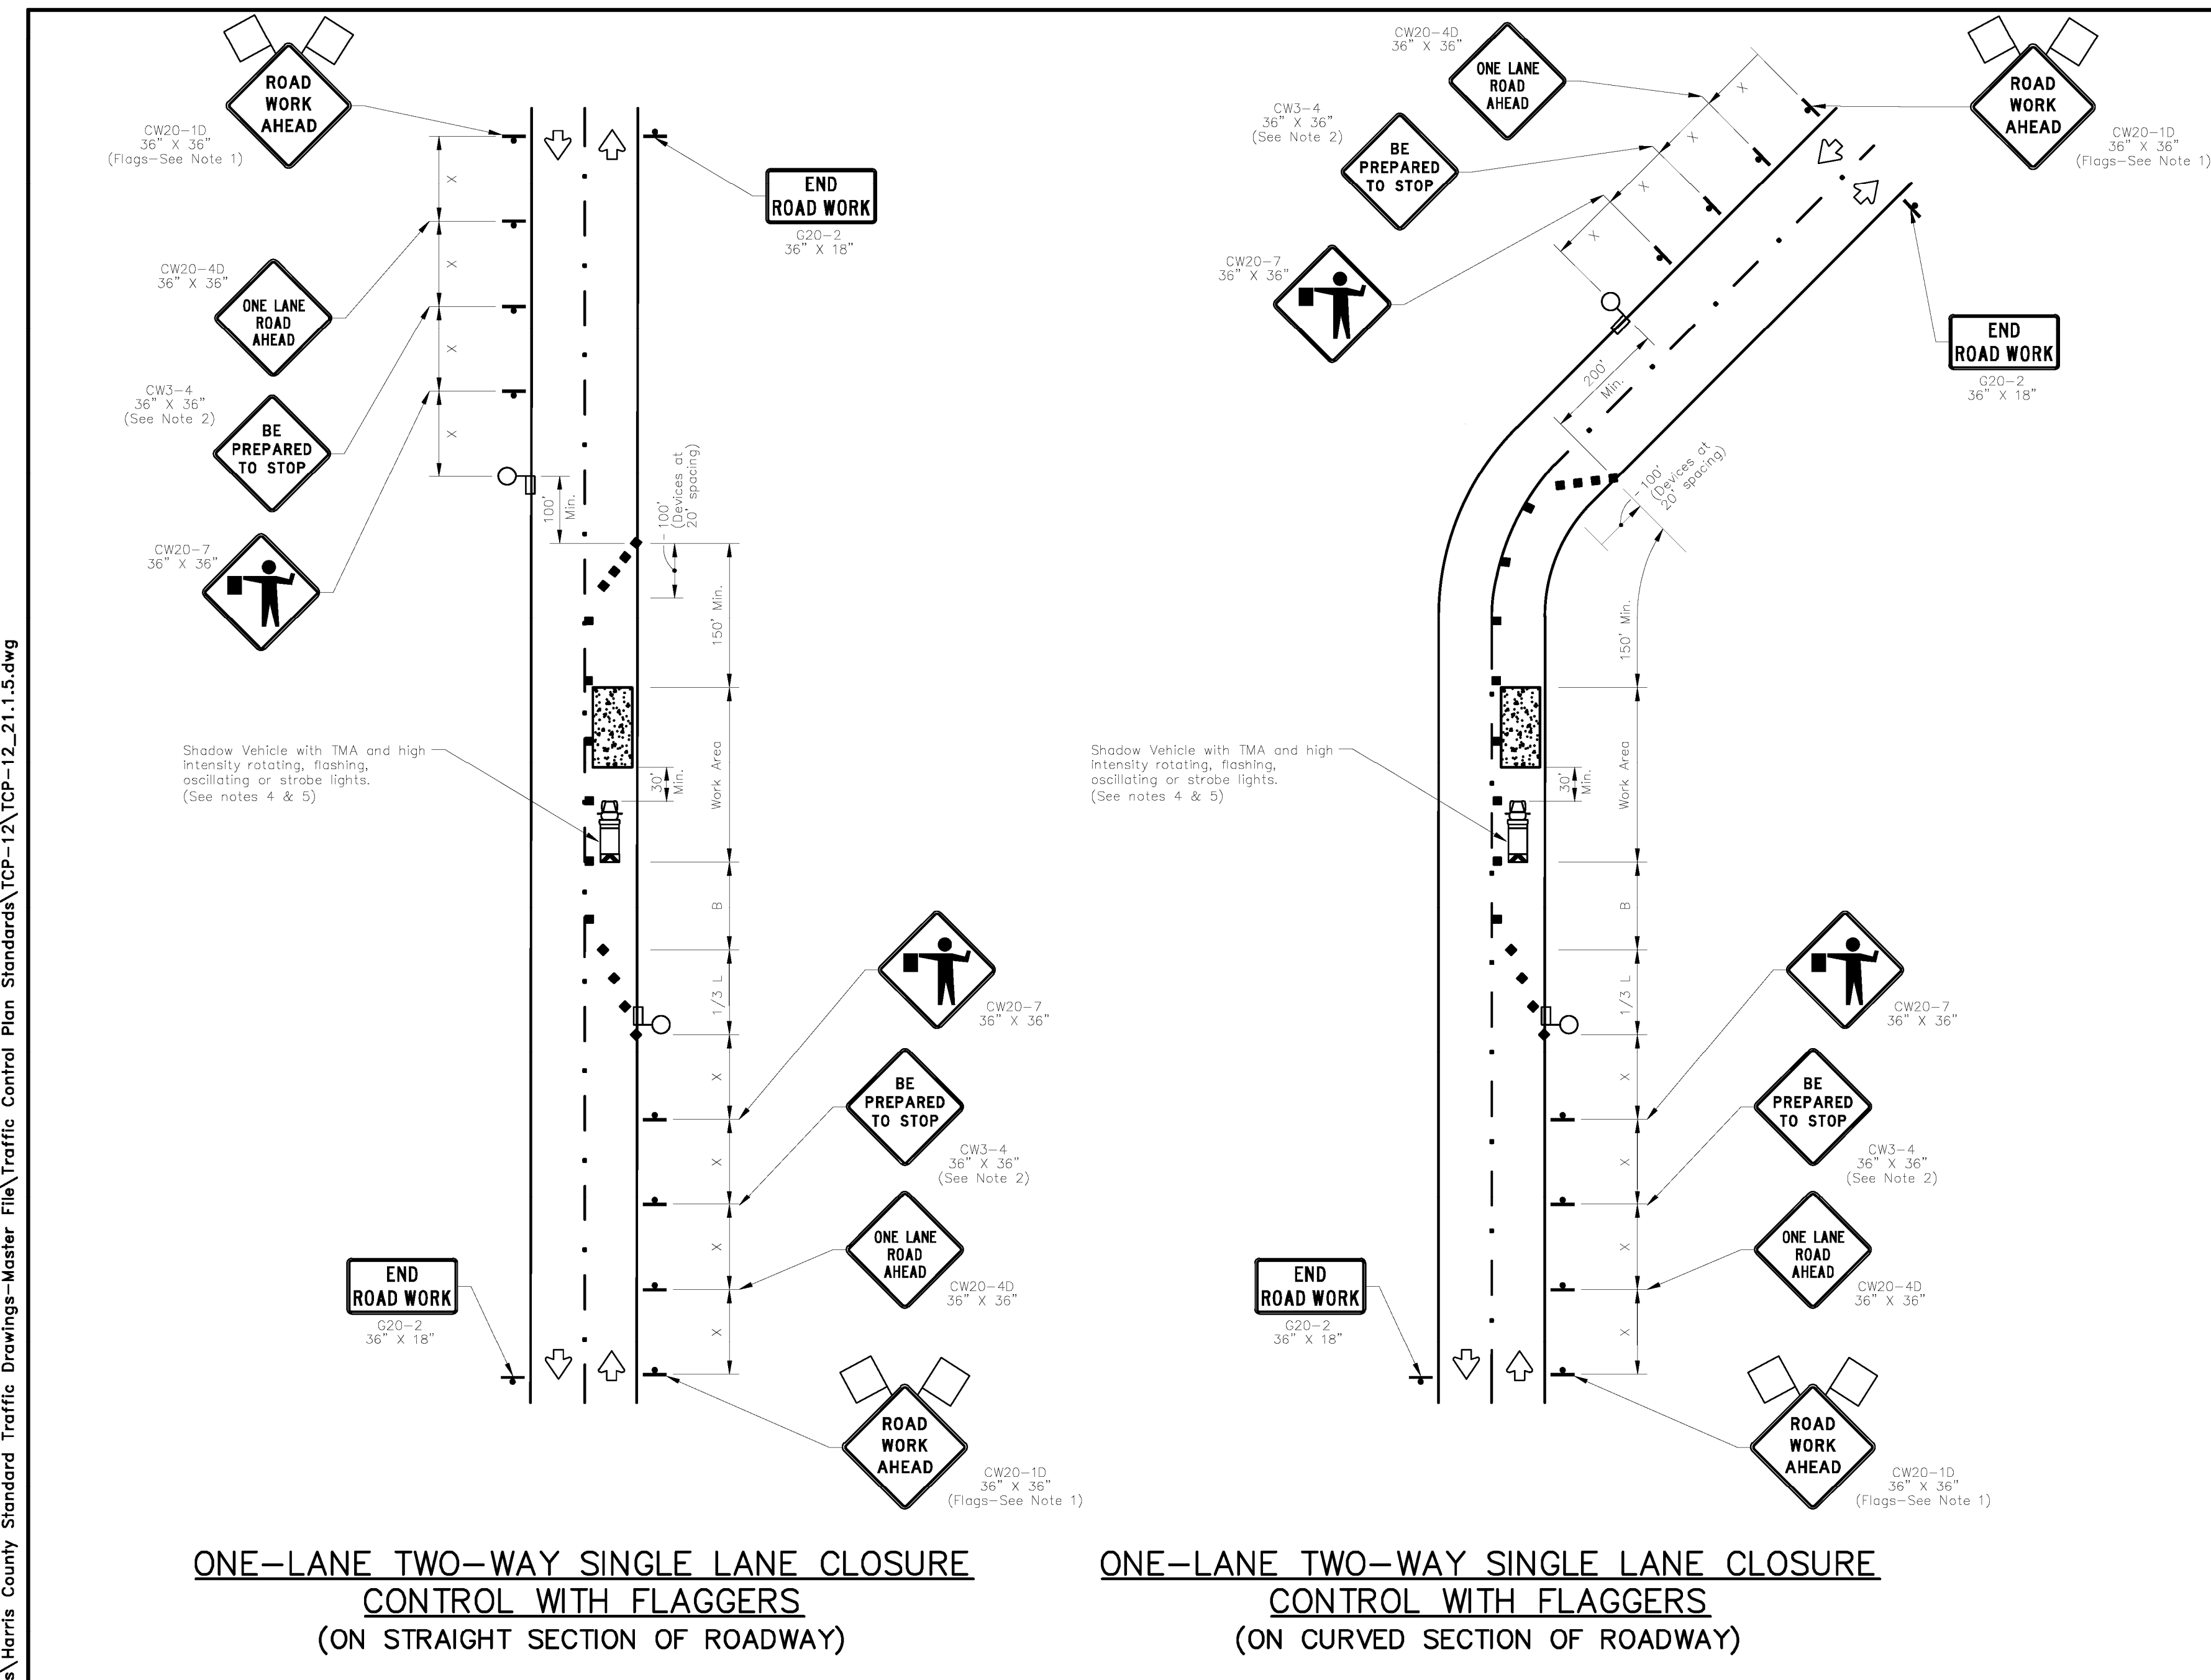 ROAD
WORK
AHEAD
CW20-1D
36" X 36"
(Flags-See Note 1)
X
END
ROAD WORK
G20-2
36" X 18"
CW20-4D
36" X 36"
ONE LANE
ROAD
AHEAD
X
CW3-4
36" X 36"
(See Note 2)
BE
PREPARED
TO STOP
X
X
CW20-7
36" X 36"
100'
Min.
100'
(Devices at
20' spacing)
150' Min.
Shadow Vehicle with TMA and high
intensity rotating, flashing,
oscillating or strobe lights.
(See notes 4 & 5)
30'
Min.
Work Area
B
1/3 L
CW20-7
36" X 36"
X
BE
PREPARED
TO STOP
CW3-4
36" X 36"
(See Note 2)
X
ONE LANE
ROAD
AHEAD
CW20-4D
36" X 36"
X
END
ROAD WORK
G20-2
36" X 18"
X
ROAD
WORK
AHEAD
CW20-1D
36" X 36"
(Flags-See Note 1)
ONE-LANE TWO-WAY SINGLE LANE CLOSURE
CONTROL WITH FLAGGERS
(ON STRAIGHT SECTION OF ROADWAY)
CW20-4D
36" X 36"
ONE LANE
ROAD
AHEAD
X
ROAD
WORK
AHEAD
CW20-1D
36" X 36"
(Flags-See Note 1)
CW3-4
36" X 36"
(See Note 2)
BE
PREPARED
TO STOP
X
X
CW20-7
36" X 36"
X
END
ROAD WORK
G20-2
36" X 18"
200'
Min.
100'
(Devices at
20' spacing)
150' Min.
Shadow Vehicle with TMA and high
intensity rotating, flashing,
oscillating or strobe lights.
(See notes 4 & 5)
30'
Min.
Work Area
B
1/3 L
CW20-7
36" X 36"
X
BE
PREPARED
TO STOP
CW3-4
36" X 36"
(See Note 2)
X
ONE LANE
ROAD
AHEAD
CW20-4D
36" X 36"
X
END
ROAD WORK
G20-2
36" X 18"
X
ROAD
WORK
AHEAD
CW20-1D
36" X 36"
(Flags-See Note 1)
ONE-LANE TWO-WAY SINGLE LANE CLOSURE
CONTROL WITH FLAGGERS
(ON CURVED SECTION OF ROADWAY)
s\Harris County Standard Traffic Drawings-Master File\Traffic Control Plan Standards\TCP-12\TCP-12_21.1.5.dwg